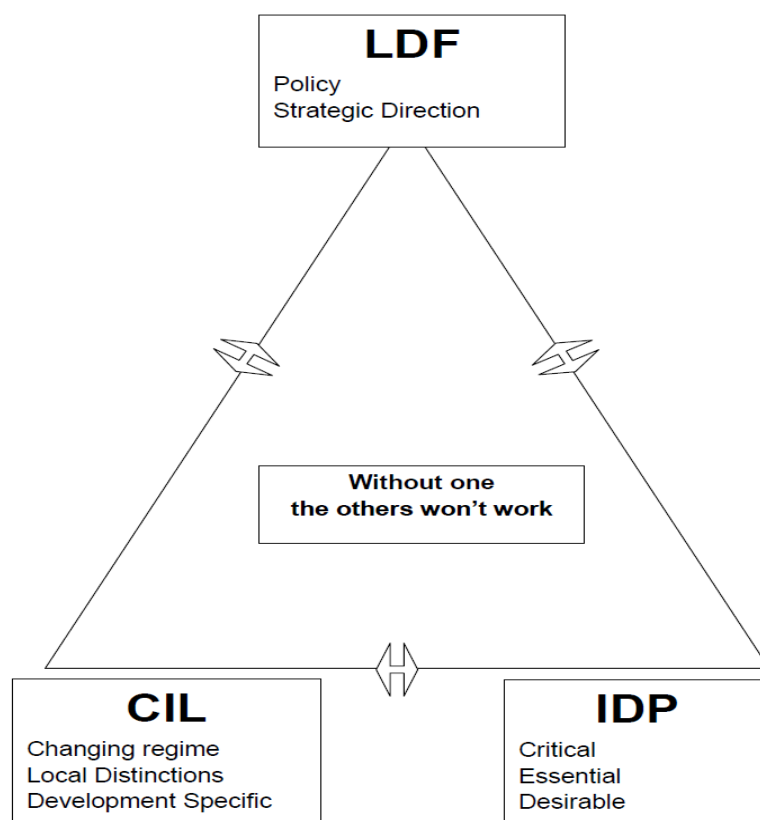 LDF
Policy
Strategic Direction
Without one
the others won't work
CIL
Changing regime
Local Distinctions
Development Specific
IDP
Critical
Essential
Desirable